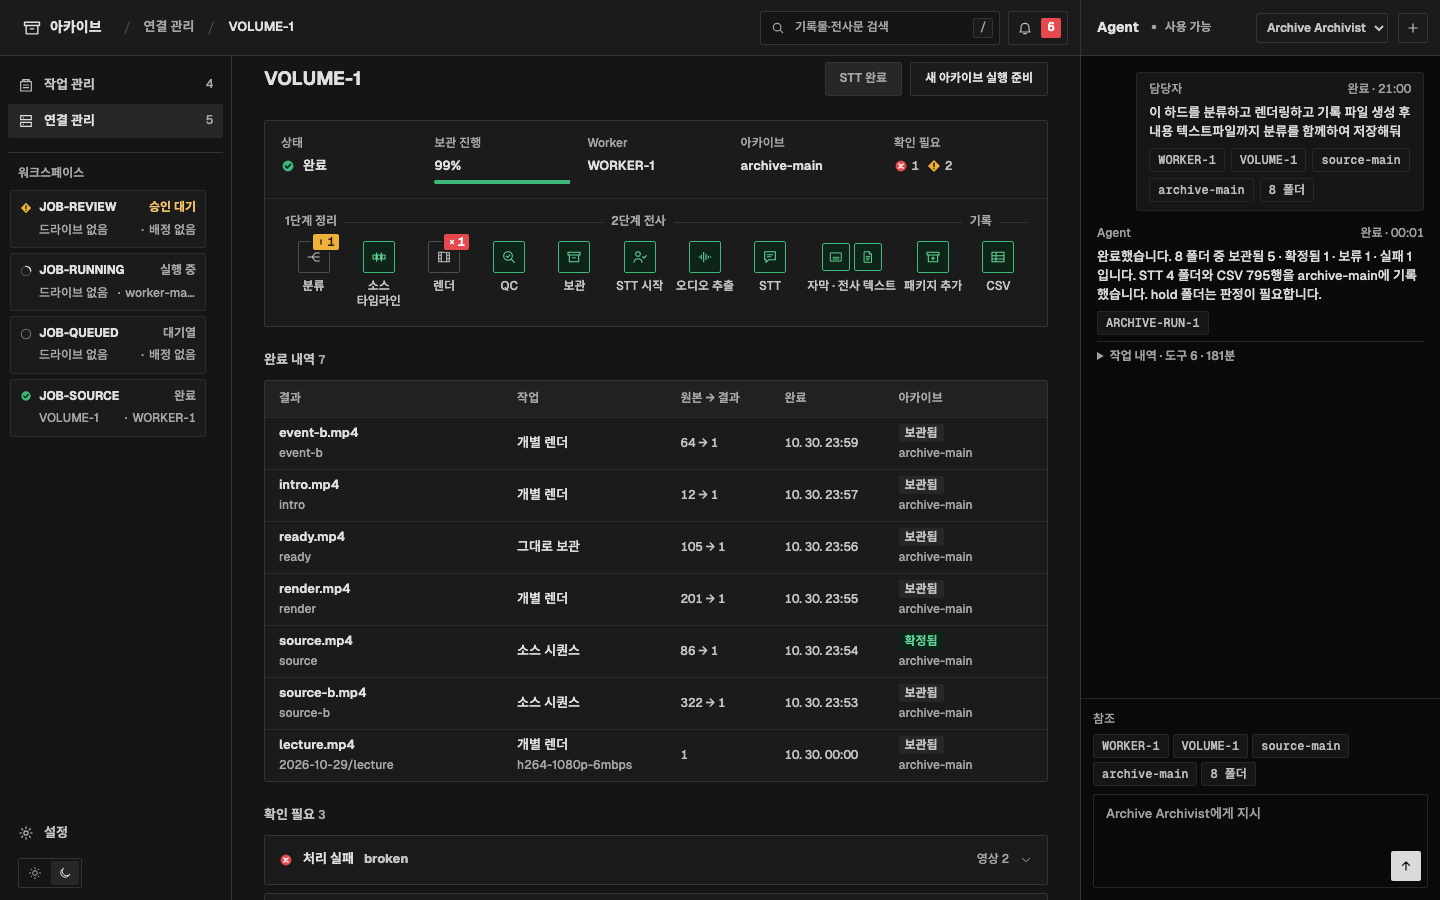 아카이브 / 연결 관리 / VOLUME-1
기록물·전사문 검색 /
6
Agent • 사용 가능
Archive Archivist
+
작업 관리 4
연결 관리 5
워크스페이스
JOB-REVIEW 승인 대기
드라이브 없음 · 배정 없음
JOB-RUNNING 실행 중
드라이브 없음 · worker-ma…
JOB-QUEUED 대기열
드라이브 없음 · 배정 없음
JOB-SOURCE 완료
VOLUME-1 · WORKER-1
설정
VOLUME-1
STT 완료
새 아카이브 실행 준비
상태 보관 진행 Worker 아카이브 확인 필요
완료 99% WORKER-1 archive-main 1 2
1단계 정리 2단계 전사 기록
1 × 1
분류 소스 렌더 QC 보관 STT 시작 오디오 추출 STT 자막·전사 텍스트 패키지 추가 CSV
타임라인
완료 내역 7
결과 작업 원본 → 결과 완료 아카이브
event-b.mp4 개별 렌더 64 → 1 10. 30. 23:59 보관됨
event-b archive-main
intro.mp4 개별 렌더 12 → 1 10. 30. 23:57 보관됨
intro archive-main
ready.mp4 그대로 보관 105 → 1 10. 30. 23:56 보관됨
ready archive-main
render.mp4 개별 렌더 201 → 1 10. 30. 23:55 보관됨
render archive-main
source.mp4 소스 시퀀스 86 → 1 10. 30. 23:54 확정됨
source archive-main
source-b.mp4 소스 시퀀스 322 → 1 10. 30. 23:53 보관됨
source-b archive-main
lecture.mp4 개별 렌더 1 10. 30. 00:00 보관됨
2026-10-29/lecture h264-1080p-6mbps archive-main
확인 필요 3
처리 실패 broken 영상 2
담당자 완료 · 21:00
이 하드를 분류하고 렌더링하고 기록 파일 생성 후
내용 텍스트파일까지 분류를 함께하여 저장해둬
WORKER-1 VOLUME-1 source-main
archive-main 8 폴더
Agent 완료 · 00:01
완료했습니다. 8 폴더 중 보관됨 5 · 확정됨 1 · 보류 1 · 실패 1
입니다. STT 4 폴더와 CSV 795행을 archive-main에 기록
했습니다. hold 폴더는 판정이 필요합니다.
ARCHIVE-RUN-1
▶ 작업 내역 · 도구 6 · 181분
참조
WORKER-1 VOLUME-1 source-main
archive-main 8 폴더
Archive Archivist에게 지시